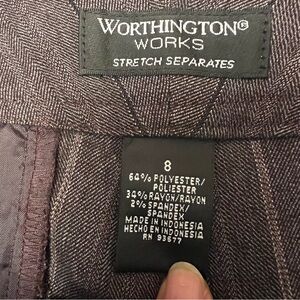 WORTHINGTON®
WORKS
STRETCH SEPARATES
8
64% POLYESTER/
POLIESTER
34% RAYON/RAYON
2% SPANDEX/
SPANDEX
MADE IN INDONESIA
HECHO EN INDONESIA
RN 93677